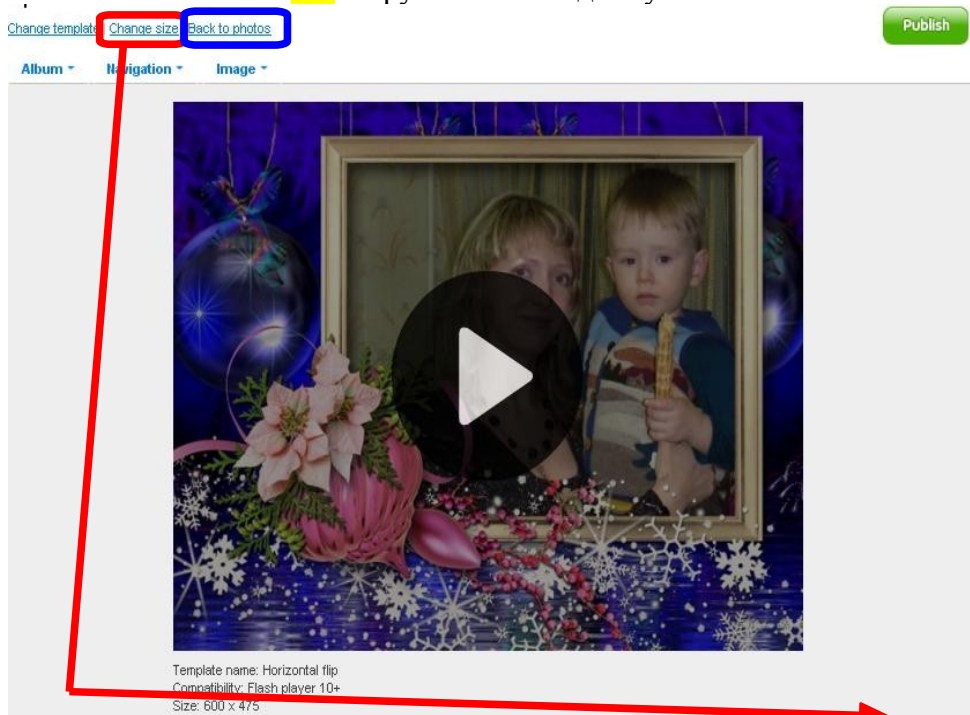 Change template Change size Back to photos
Publish
Album Navigation Image
Template name: Horizontal flip
Compatibility: Flash player 10+
Size: 600 x 475